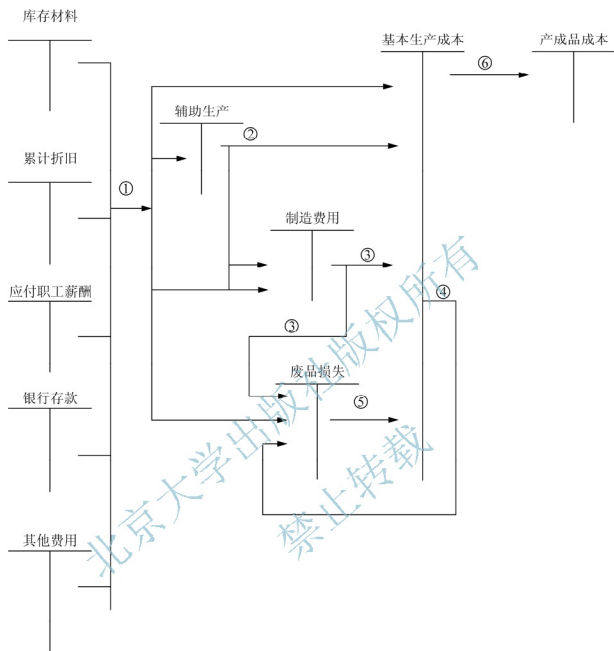 库存材料
基本生产成本
产成品成本
⑥
辅助生产
②
累计折旧
①
制造费用
③
应付职工薪酬
④
③
废品损失
银行存款
⑤
其他费用
北京大学出版社版权所有
禁止转载